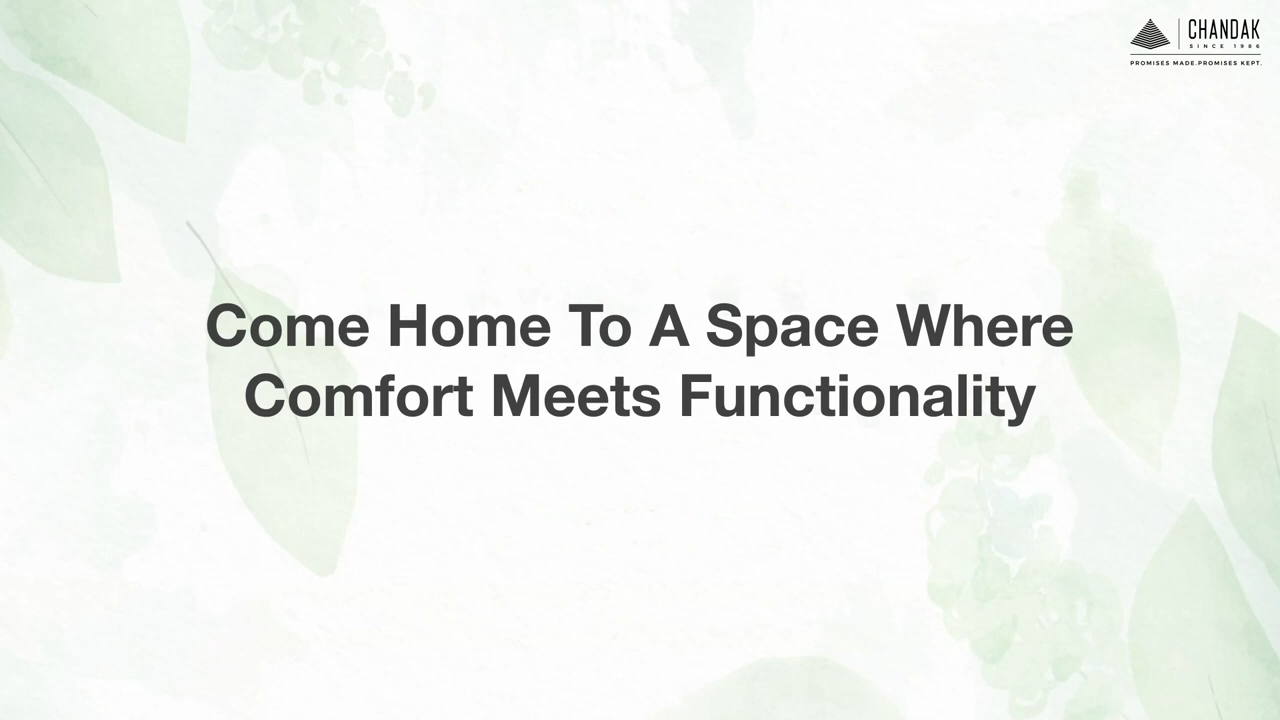 CHANDAK
SINCE 1986
PROMISES MADE.PROMISES KEPT.
Come Home To A Space Where
Comfort Meets Functionality